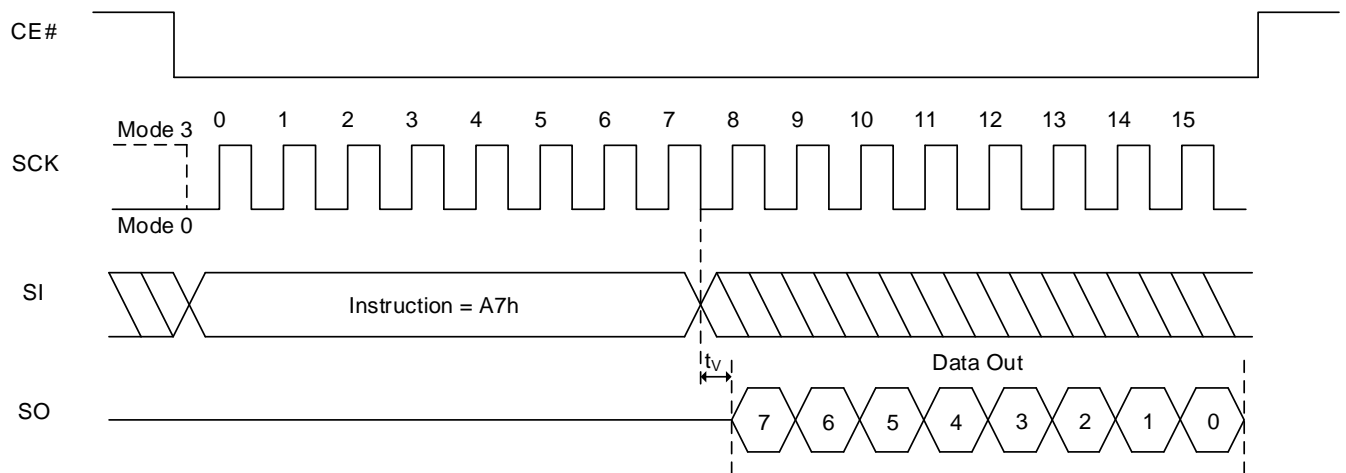 CE#
Mode 3 0 1 2 3 4 5 6 7 8 9 10 11 12 13 14 15
SCK
Mode 0
SI Instruction = A7h
tV Data Out
SO 7 6 5 4 3 2 1 0